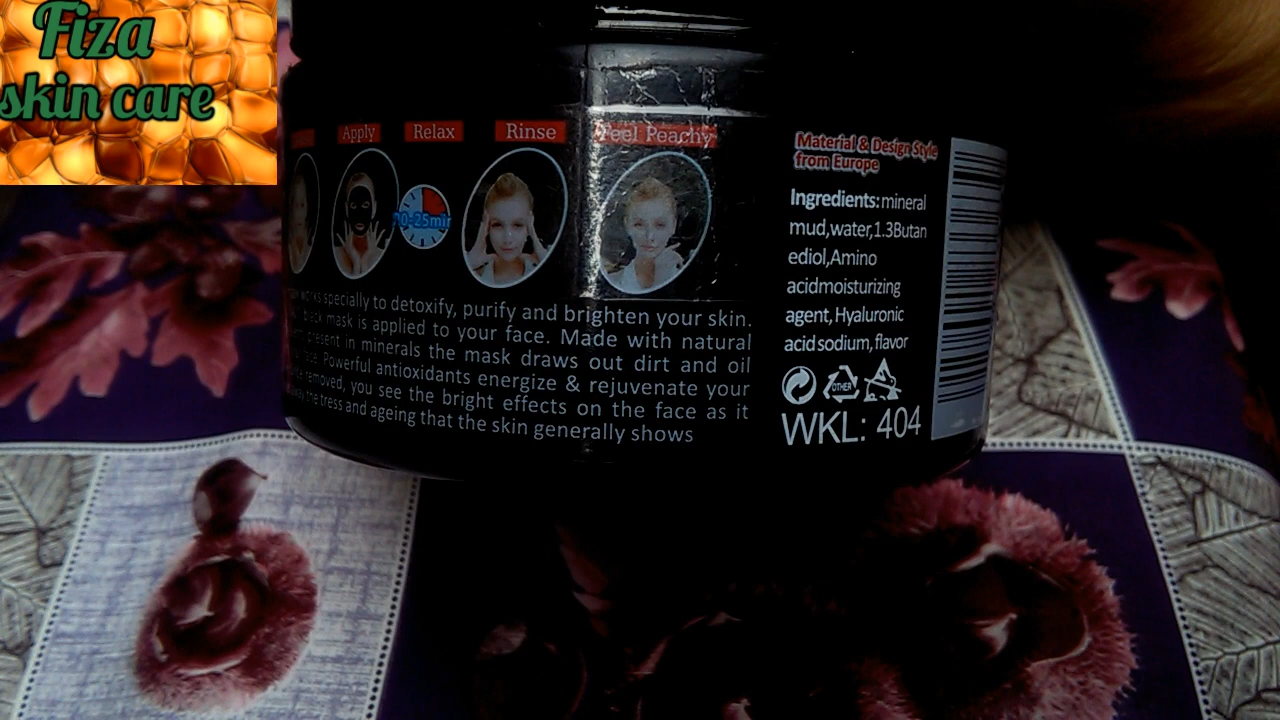 Fiza
skin care
Apply
Relax
Rinse
Feel Peachy
0-25min
works specially to detoxify, purify and brighten your skin.
black mask is applied to your face. Made with natural
present in minerals the mask draws out dirt and oil
Powerful antioxidants energize & rejuvenate your
removed, you see the bright effects on the face as it
the tress and ageing that the skin generally shows
Material & Design Style
from Europe
Ingredients:mineral
mud,water,1.3Butan
ediol,Amino
acidmoisturizing
agent,Hyaluronic
acidsodium,flavor
OTHER
WKL: 404